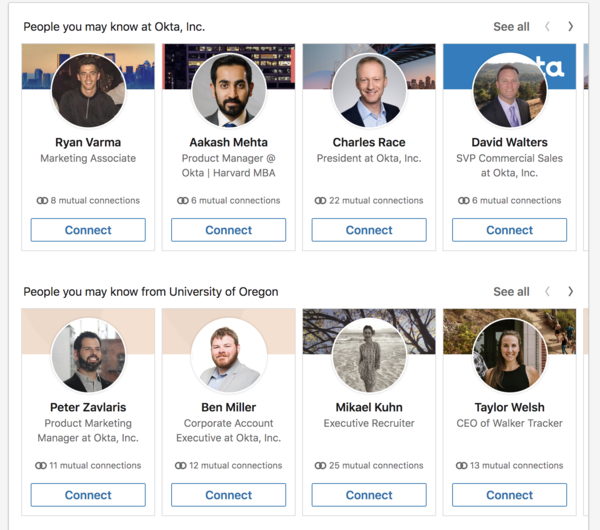 People you may know at Okta, Inc.
See all
Ryan Varma
Marketing Associate
8 mutual connections
Connect
Aakash Mehta
Product Manager @
Okta | Harvard MBA
6 mutual connections
Connect
Charles Race
President at Okta, Inc.
22 mutual connections
Connect
ta
David Walters
SVP Commercial Sales
at Okta, Inc.
6 mutual connections
Connect
People you may know from University of Oregon
See all
Peter Zavlaris
Product Marketing
Manager at Okta, Inc.
11 mutual connections
Connect
Ben Miller
Corporate Account
Executive at Okta, Inc.
12 mutual connections
Connect
Mikael Kuhn
Executive Recruiter
25 mutual connections
Connect
Taylor Welsh
CEO of Walker Tracker
13 mutual connections
Connect